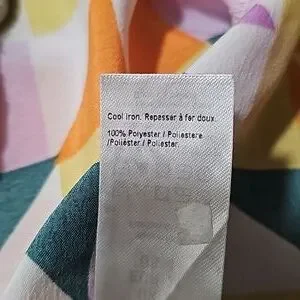 Cool Iron. Repasser à fer doux.
100% Polyester / Poliestere
/Poliéster / Poliester